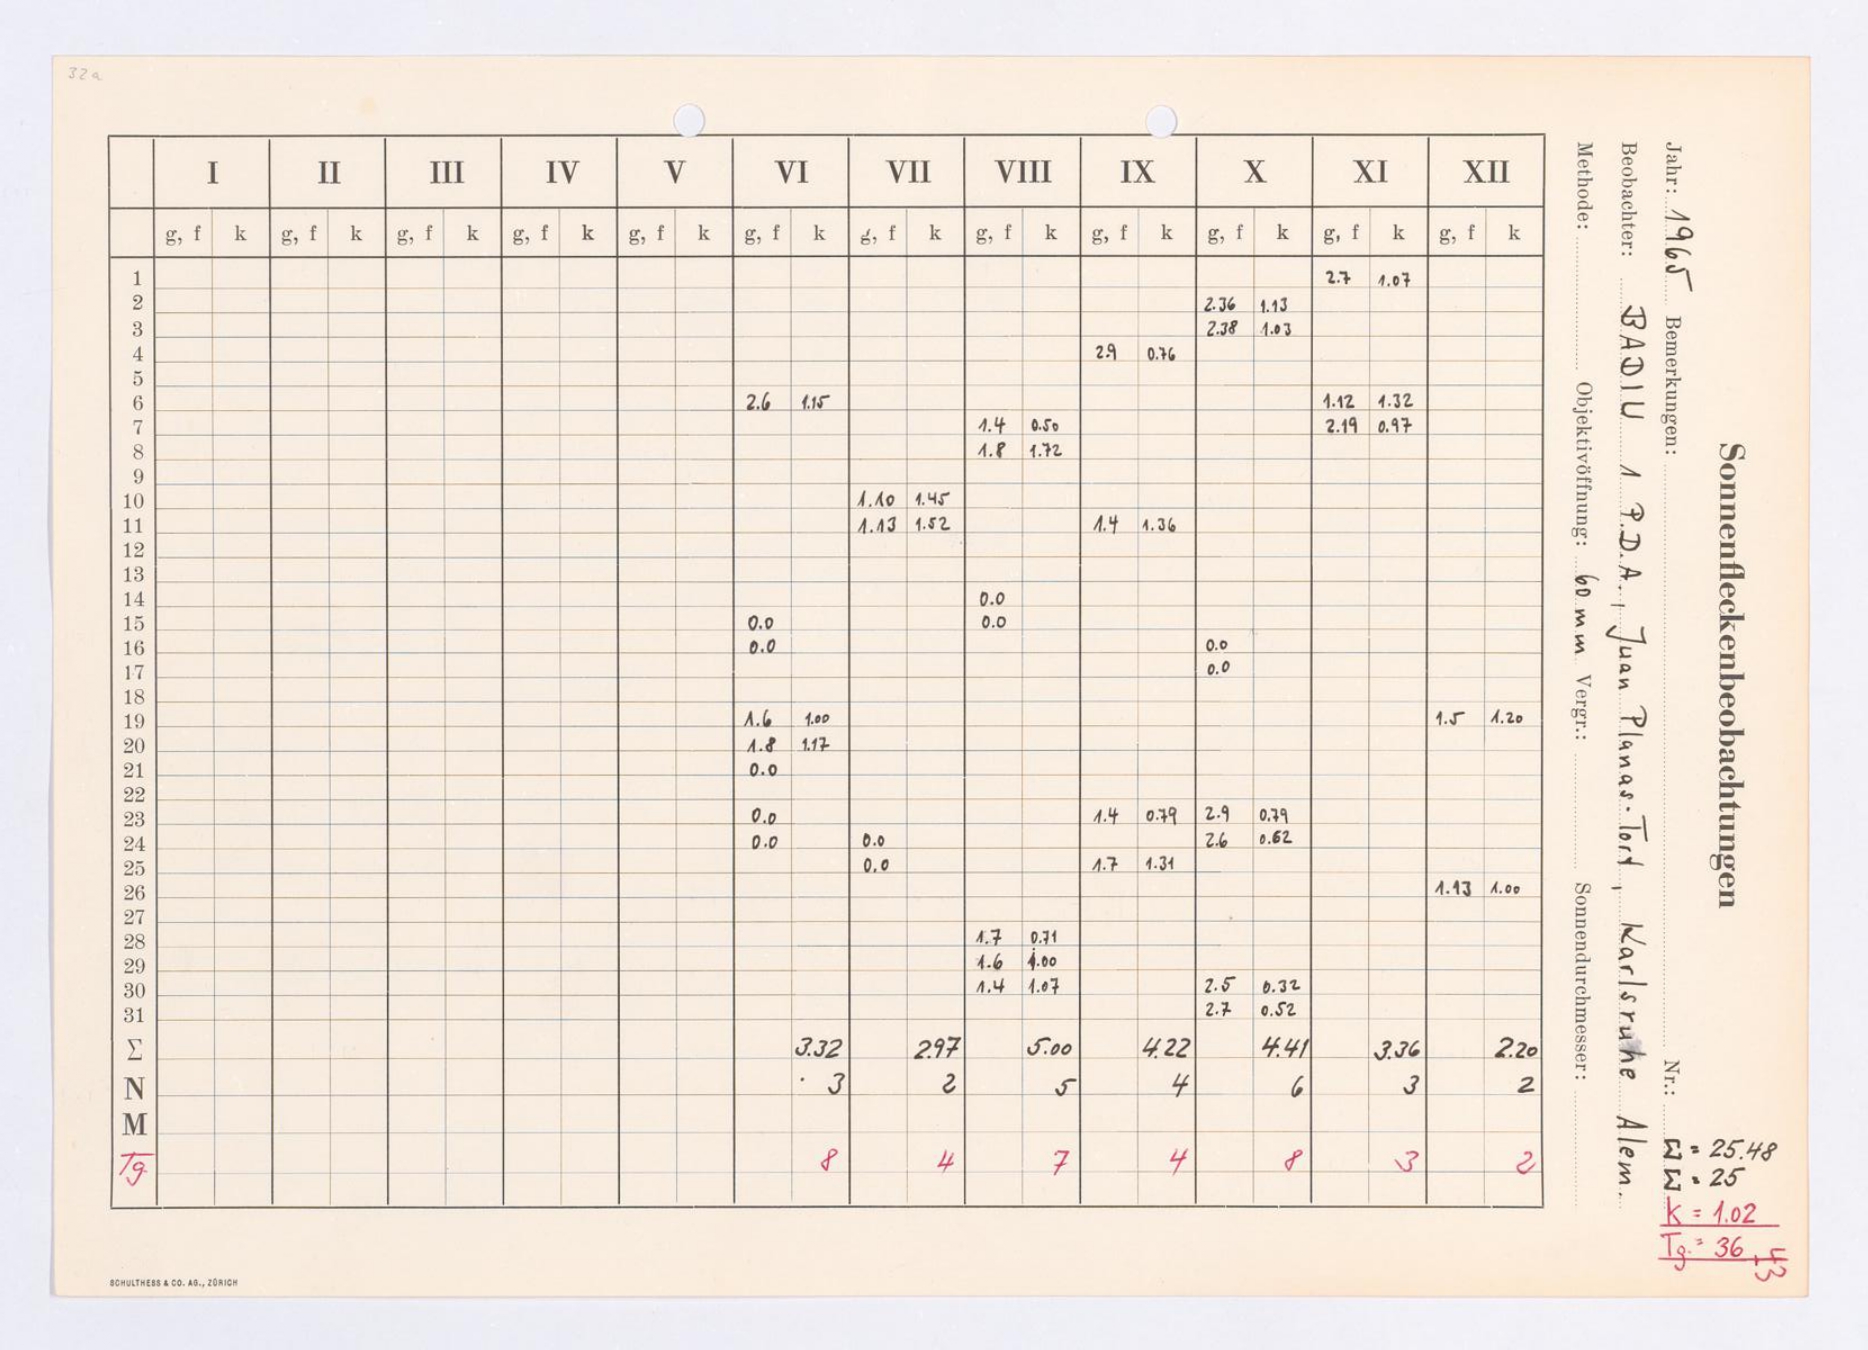 32a
I II III IV V VI VII VIII IX X XI XII
g, f k g, f k g, f k g, f k g, f k g, f k g, f k g, f k g, f k g, f k g, f k g, f k
1 2.7 1.07
2 2.36 1.13
3 2.38 1.03
4 2.9 0.76
5
6 2.6 1.15 1.12 1.32
7 1.4 0.50 2.19 0.97
8 1.8 1.72
9
10 1.10 1.45
11 1.13 1.52 1.4 1.36
12
13
14 0.0
15 0.0 0.0
16 0.0 0.0
17 0.0
18
19 1.6 1.00 1.5 1.20
20 1.8 1.17
21 0.0
22
23 0.0 1.4 0.79 2.9 0.79
24 0.0 0.0 2.6 0.62
25 0.0 1.7 1.31
26 1.13 1.00
27
28 1.7 0.71
29 1.6 1.00
30 1.4 1.07 2.5 0.32
31 2.7 0.52
Σ 3.32 2.97 5.00 4.22 4.41 3.36 2.20
N 3 2 5 4 6 3 2
M
Tg. 8 4 7 4 8 3 2
SCHULTHESS & CO. AG., ZÜRICH
Sonnenfleckenbeobachtungen
Jahr: 1965 Bemerkungen: Nr.:
Beobachter: BADIU 1 P.D.A., Juan Planas-Tort, Karlsruhe Alem.
Methode: Objektivöffnung: 60 mm Vergr.: Sonnendurchmesser:
Σ = 25.48
Σ = 25
K = 1.02
Tg. = 36